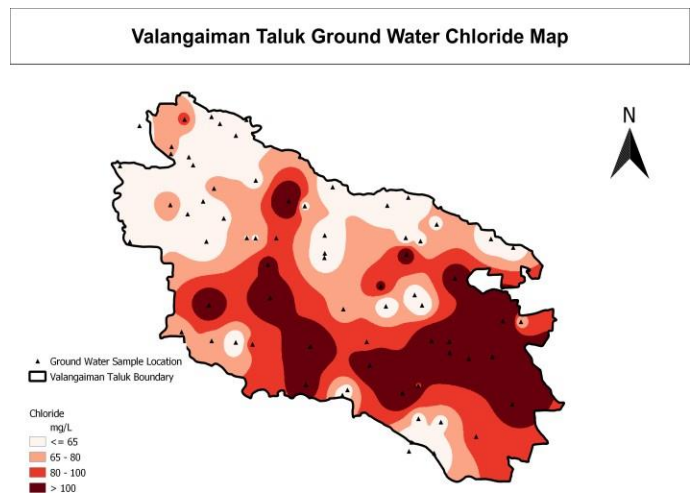 Valangaiman Taluk Ground Water Chloride Map
N
Ground Water Sample Location
Valangaiman Taluk Boundary
Chloride
mg/L
<= 65
65 - 80
80 - 100
> 100